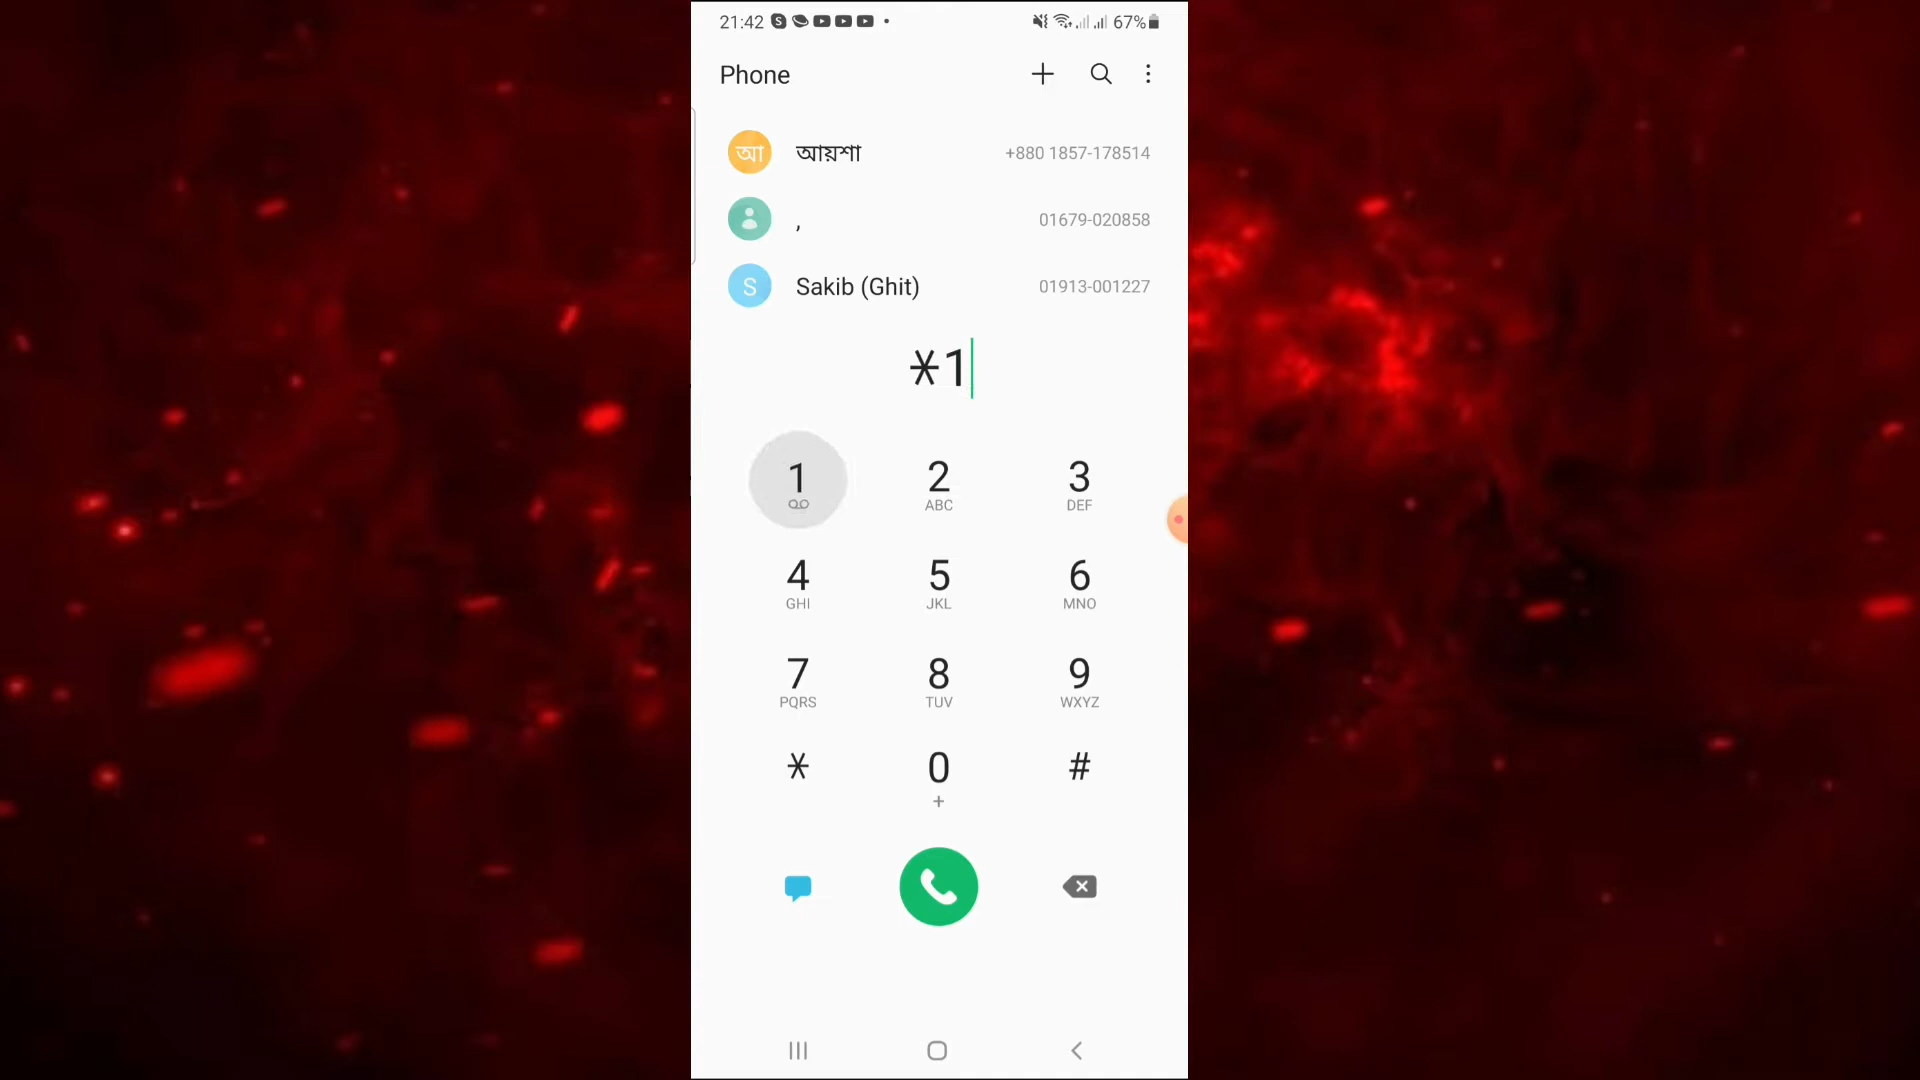 21:42 67%
Phone
আ আয়শা +880 1857-178514
, 01679-020858
S Sakib (Ghit) 01913-001227
*1
1 2 3
ABC DEF
4 5 6
GHI JKL MNO
7 8 9
PQRS TUV WXYZ
* 0 #
+